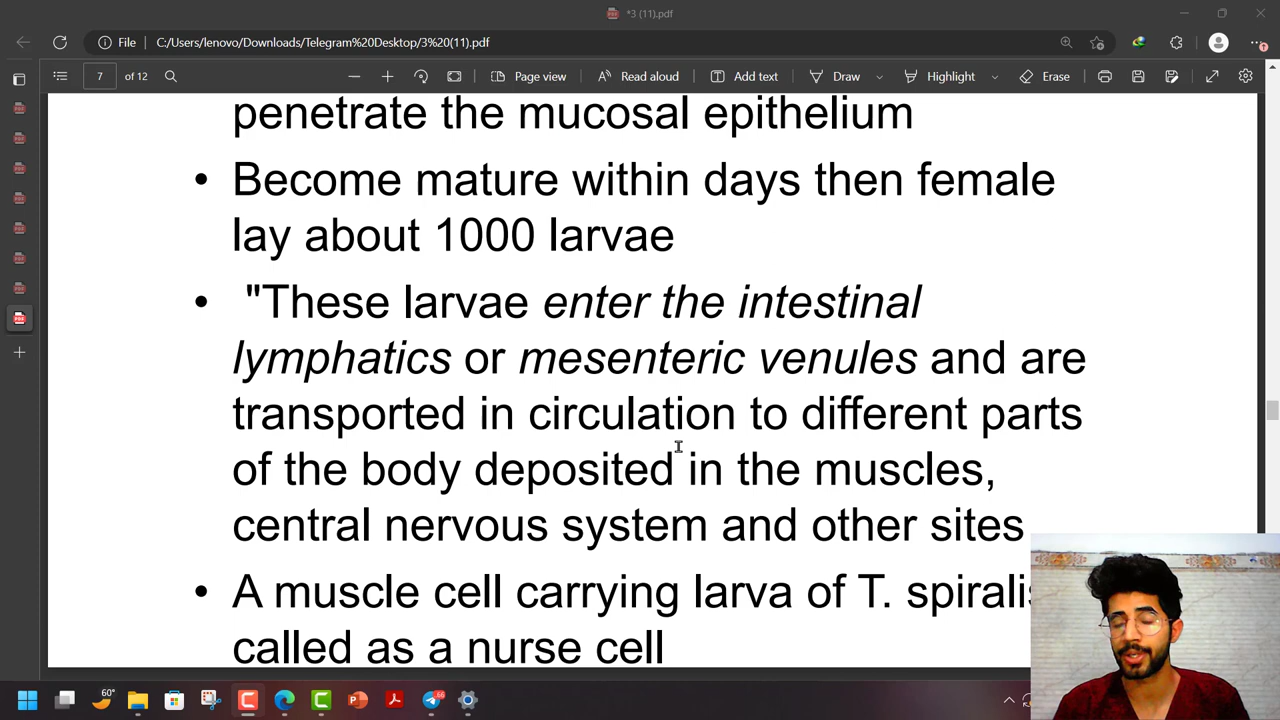 *3 (11).pdf
File C:/Users/lenovo/Downloads/Telegram%20Desktop/3%20(11).pdf
7 of 12 Page view Read aloud Add text Draw Highlight Erase
penetrate the mucosal epithelium
• Become mature within days then female
lay about 1000 larvae
• "These larvae enter the intestinal
lymphatics or mesenteric venules and are
transported in circulation to different parts
of the body deposited in the muscles,
central nervous system and other sites
• A muscle cell carrying larva of T. spiralis
called as a nurse cell
60°
66